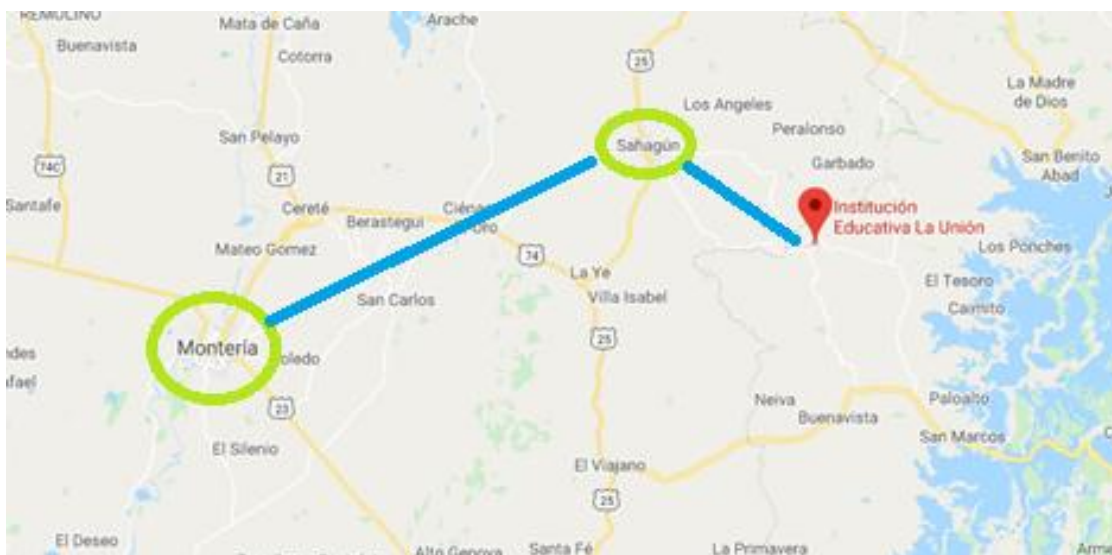 REMOLINO
Mata de Caña
Arache
Buenavista
Cotorra
25
La Madre
de Dios
Los Angeles
Peralonso
San Pelayo
Sahagún
San Benito
Abad
74C
Garbado
21
Santafe
Cereté
Berastegui
Institución
Educativa La Unión
Mateo Gomez
Los Ponches
74
La Ye
El Tesoro
San Carlos
Villa Isabel
Caimito
Montería
25
23
Neiva
Paloalto
Buenavista
San Marcos
El Silenio
El Viajano
25
El Deseo
Santa Fé
La Primavera